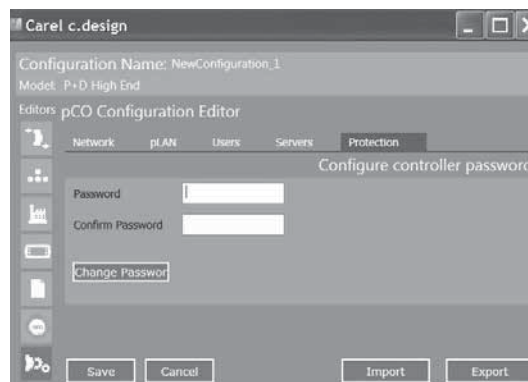 Carel c.design
Configuration Name: NewConfiguration_1
Model: P+D High End
Editors pCO Configuration Editor
Network pLAN Users Servers Protection
Configure controller password
Password
Confirm Password
Change Passwor
Save Cancel Import Export